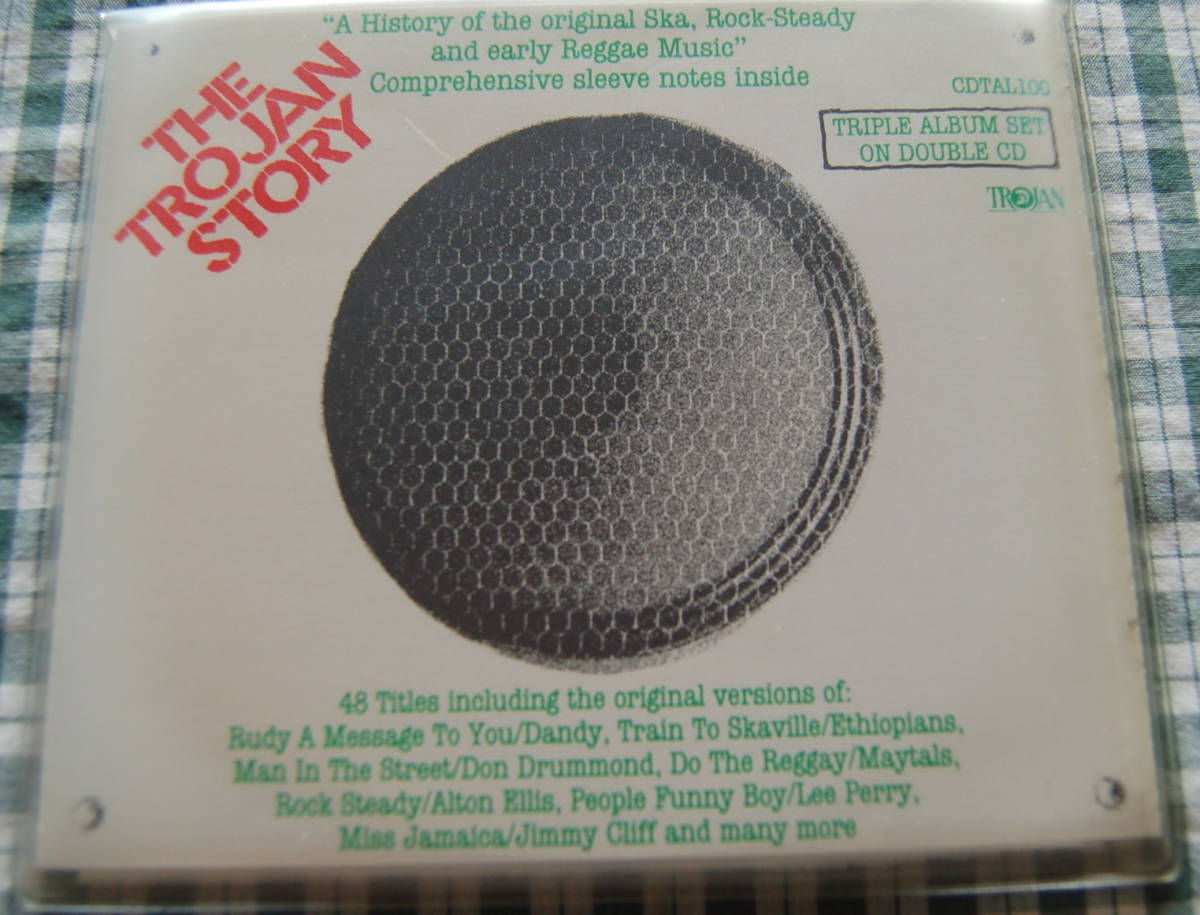 "A History of the original Ska, Rock-Steady
and early Reggae Music"
Comprehensive sleeve notes inside
THE
TROJAN
STORY
CDTAL100
TRIPLE ALBUM SET
ON DOUBLE CD
TROJAN
48 Titles including the original versions of:
Rudy A Message To You/Dandy, Train To Skaville/Ethiopians,
Man In The Street/Don Drummond, Do The Reggay/Maytals,
Rock Steady/Alton Ellis, People Funny Boy/Lee Perry,
Miss Jamaica/Jimmy Cliff and many more